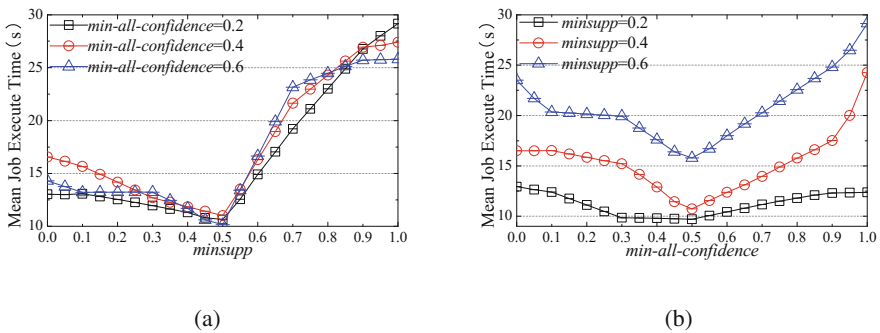 Mean Job Execute Time（s）
30
25
20
15
10
0.0 0.1 0.2 0.3 0.4 0.5 0.6 0.7 0.8 0.9 1.0
minsupp
min-all-confidence=0.2
min-all-confidence=0.4
min-all-confidence=0.6
(a)
Mean Job Execute Time（s）
30
25
20
15
10
0.0 0.1 0.2 0.3 0.4 0.5 0.6 0.7 0.8 0.9 1.0
min-all-confidence
minsupp=0.2
minsupp=0.4
minsupp=0.6
(b)